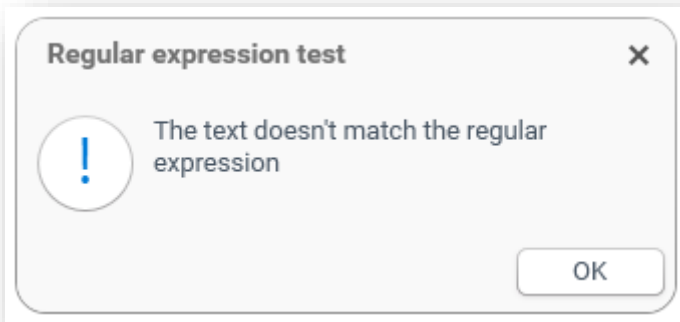 Regular expression test
The text doesn't match the regular
expression
OK